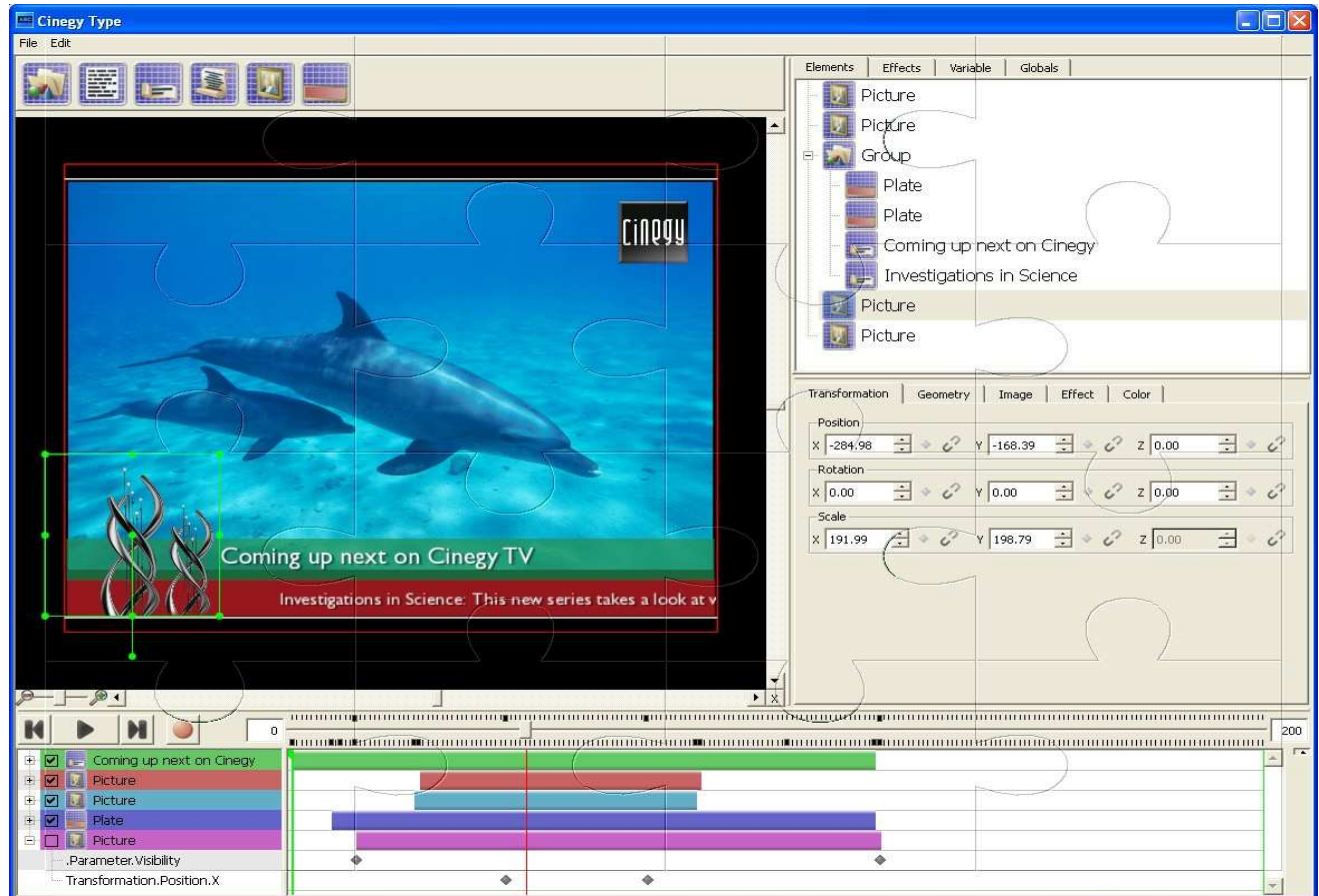 Cinegy Type
File Edit
Elements Effects Variable Globals
Picture
Picture
Group
Plate
Plate
Coming up next on Cinegy
Investigations in Science
Picture
Picture
CiNEGY
Coming up next on Cinegy TV
Investigations in Science: This new series takes a look at w
Transformation Geometry Image Effect Color
Position
X -284.98 Y -168.39 Z 0.00
Rotation
X 0.00 Y 0.00 Z 0.00
Scale
X 191.99 Y 198.79 Z 0.00
X
0 200
Coming up next on Cinegy
Picture
Picture
Plate
Picture
.Parameter.Visibility
Transformation.Position.X